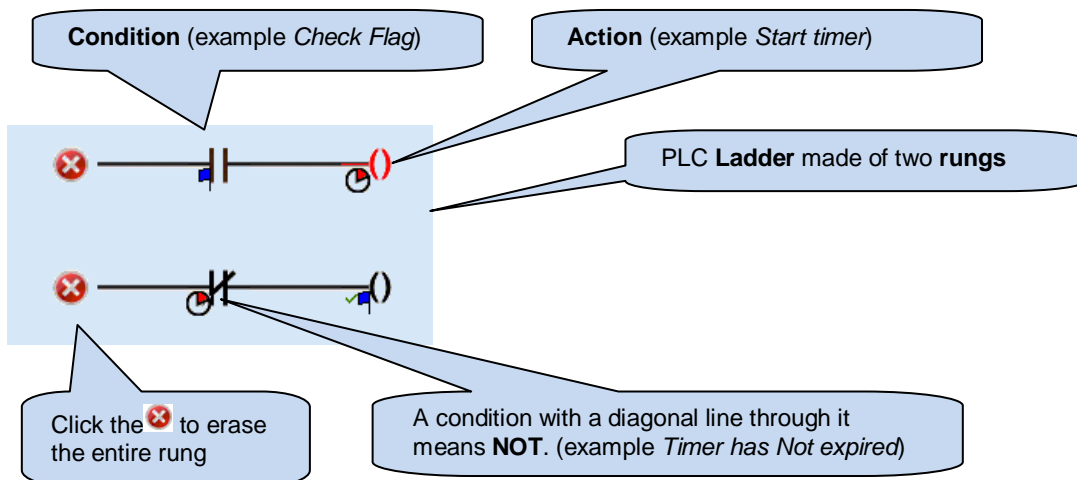 Condition (example Check Flag)
Action (example Start timer)
PLC Ladder made of two rungs
Click the to erase
the entire rung
A condition with a diagonal line through it
means NOT. (example Timer has Not expired)